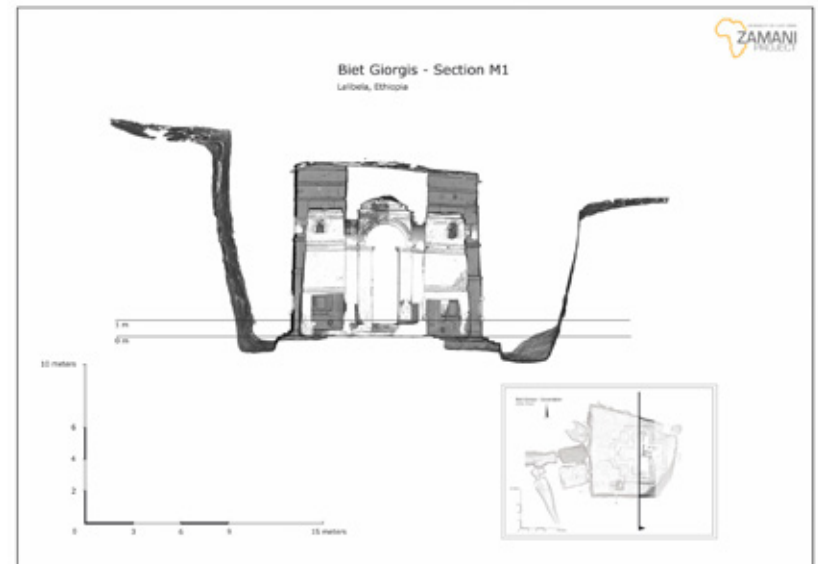 ZAMANI
PROJECT
Biet Giorgis - Section M1
Lalibela, Ethiopia
1 m
0 m
10 meters
6
4
2
0 3 6 9 15 meters